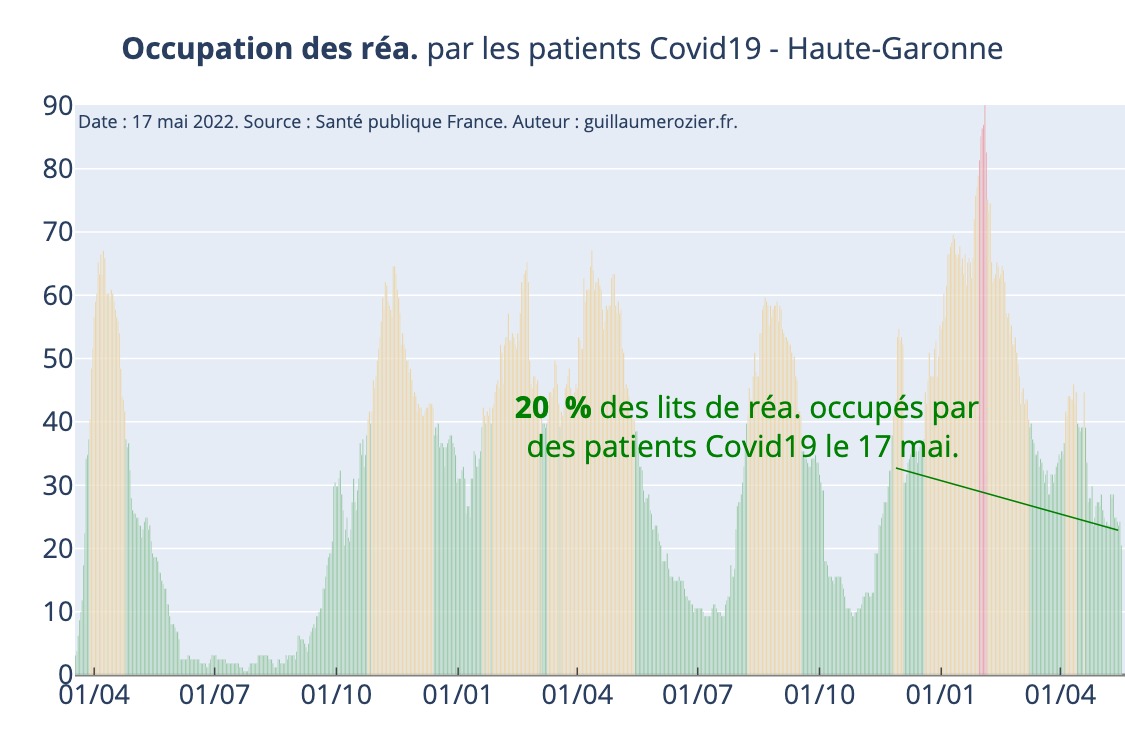 Occupation des réa. par les patients Covid19 - Haute-Garonne
90
Date : 17 mai 2022. Source : Santé publique France. Auteur : guillaumerozier.fr.
80
70
60
50
40
20 % des lits de réa. occupés par
des patients Covid19 le 17 mai.
30
20
10
0
01/04 01/07 01/10 01/01 01/04 01/07 01/10 01/01 01/04